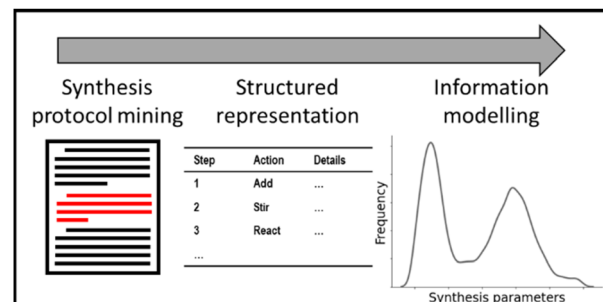 Synthesis
protocol mining
Structured
representation
Information
modelling
Step Action Details
1 Add ...
2 Stir ...
3 React ...
...
Frequency
Synthesis parameters